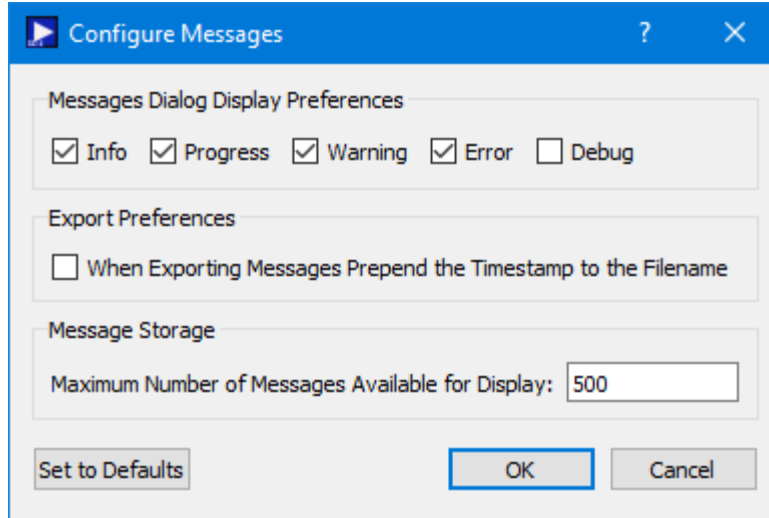 Configure Messages ?
Messages Dialog Display Preferences
Info Progress Warning Error Debug
Export Preferences
When Exporting Messages Prepend the Timestamp to the Filename
Message Storage
Maximum Number of Messages Available for Display: 500
Set to Defaults OK Cancel